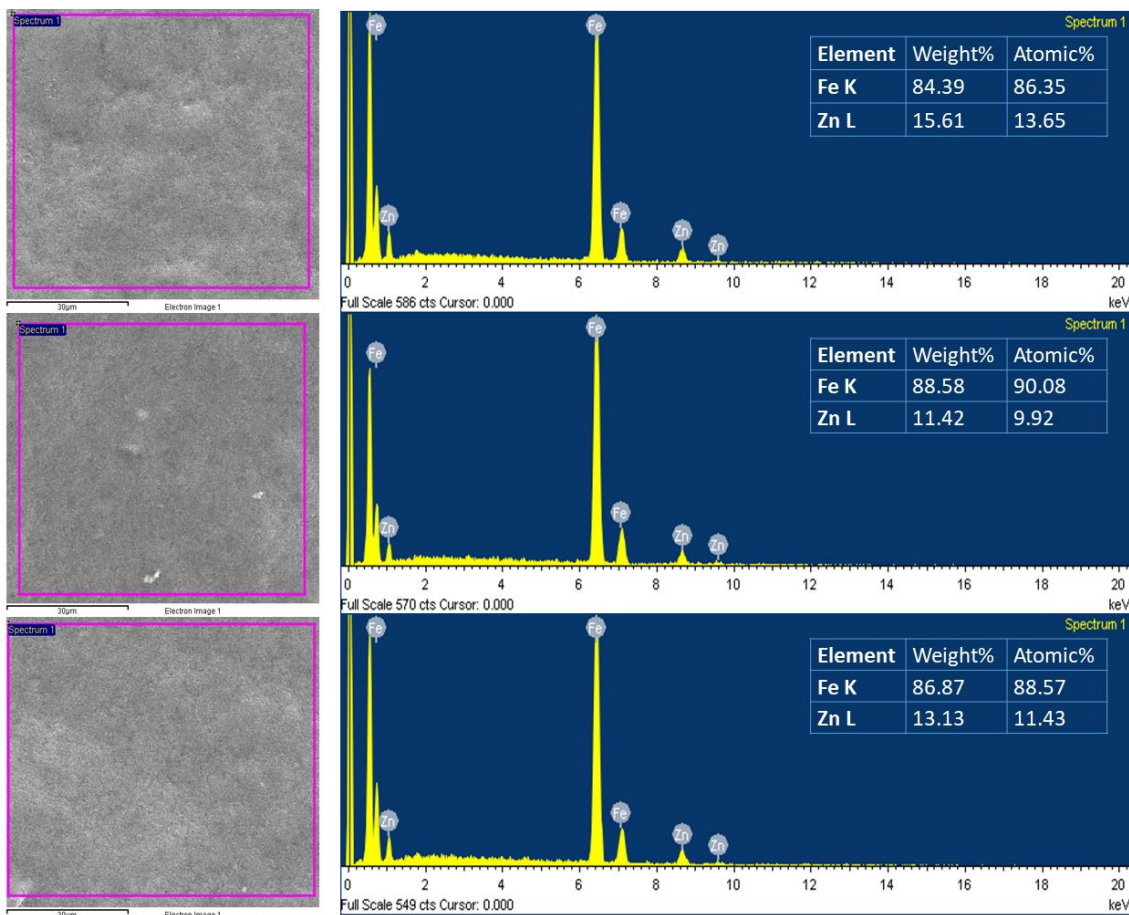 Spectrum 1
30µm Electron Image 1
Spectrum 1
Fe Fe
Element Weight% Atomic%
Fe K 84.39 86.35
Zn L 15.61 13.65
Zn Fe Zn Zn
0 2 4 6 8 10 12 14 16 18 20
Full Scale 586 cts Cursor: 0.000 keV
Spectrum 1
30µm Electron Image 1
Spectrum 1
Fe Fe
Element Weight% Atomic%
Fe K 88.58 90.08
Zn L 11.42 9.92
Zn Fe Zn Zn
0 2 4 6 8 10 12 14 16 18 20
Full Scale 570 cts Cursor: 0.000 keV
Spectrum 1
Electron Image 1
Spectrum 1
Fe Fe
Element Weight% Atomic%
Fe K 86.87 88.57
Zn L 13.13 11.43
Zn Fe Zn Zn
0 2 4 6 8 10 12 14 16 18 20
Full Scale 549 cts Cursor: 0.000 keV